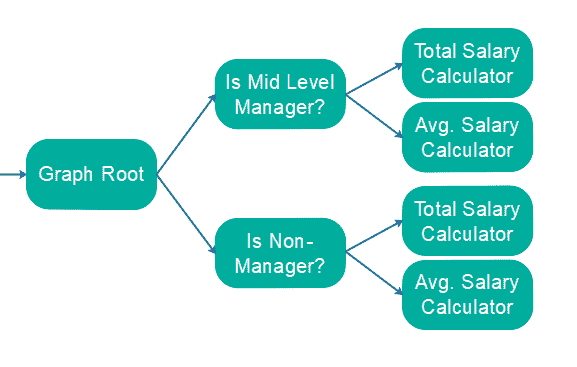 Graph Root
Is Mid Level
Manager?
Total Salary
Calculator
Avg. Salary
Calculator
Is Non-
Manager?
Total Salary
Calculator
Avg. Salary
Calculator